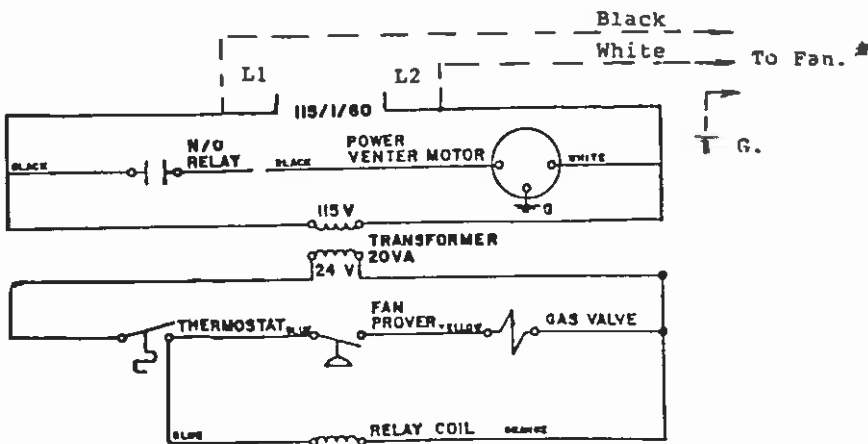 Black
White
To Fan. *
L1
L2
115/1/60
G.
N/O
RELAY
POWER
VENTER MOTOR
BLACK
BLACK
WHITE
G
115V
TRANSFORMER
20VA
24 V
THERMOSTAT
BLUE
FAN
PROVER
YELLOW
GAS VALVE
BLUE
RELAY COIL
ORANGE